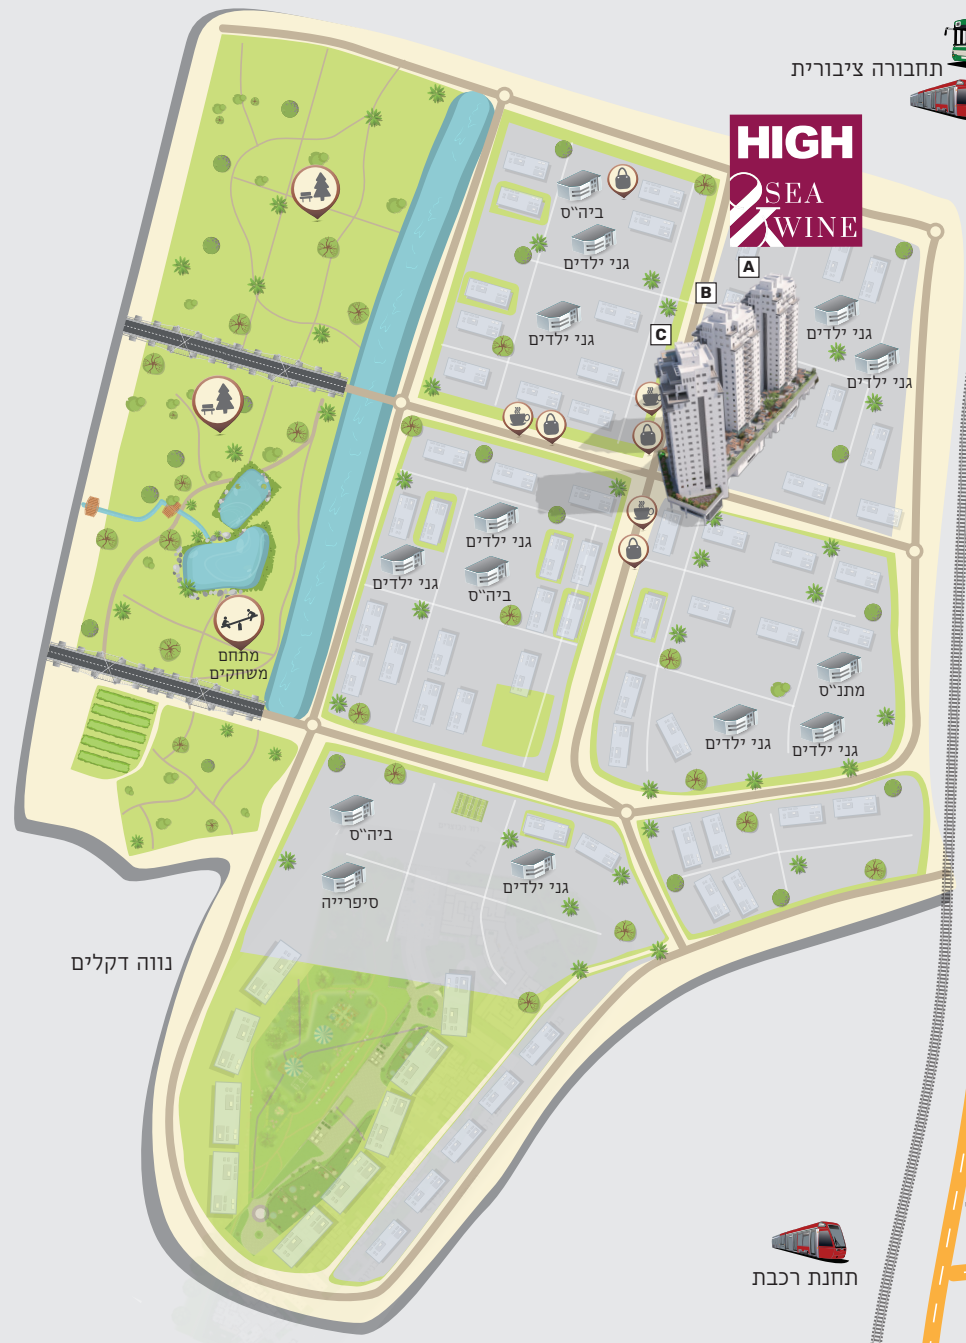 תחבורה ציבורית
HIGH
& SEA
WINE
A
B
C
ביה"ס
גני ילדים
גני ילדים
גני ילדים
גני ילדים
גני ילדים
גני ילדים
ביה"ס
מתחם
משחקים
מתנ"ס
גני ילדים
גני ילדים
ביה"ס
גני ילדים
סיפרייה
נווה דקלים
תחנת רכבת